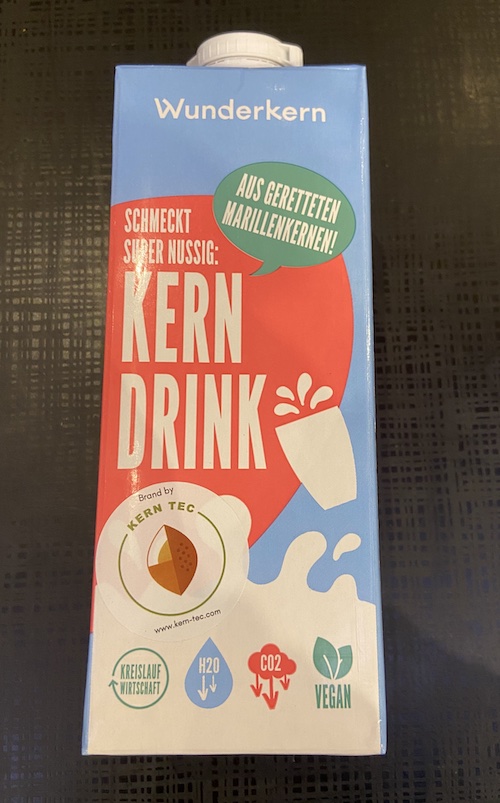 Wunderkern
AUS GERETTETEN
MARILLENKERNEN!
SCHMECKT
SUPER NUSSIG:
KERN
DRINK
Brand by
KERN TEC
www.kern-tec.com
KREISLAUF
WIRTSCHAFT
H2O
CO2
VEGAN